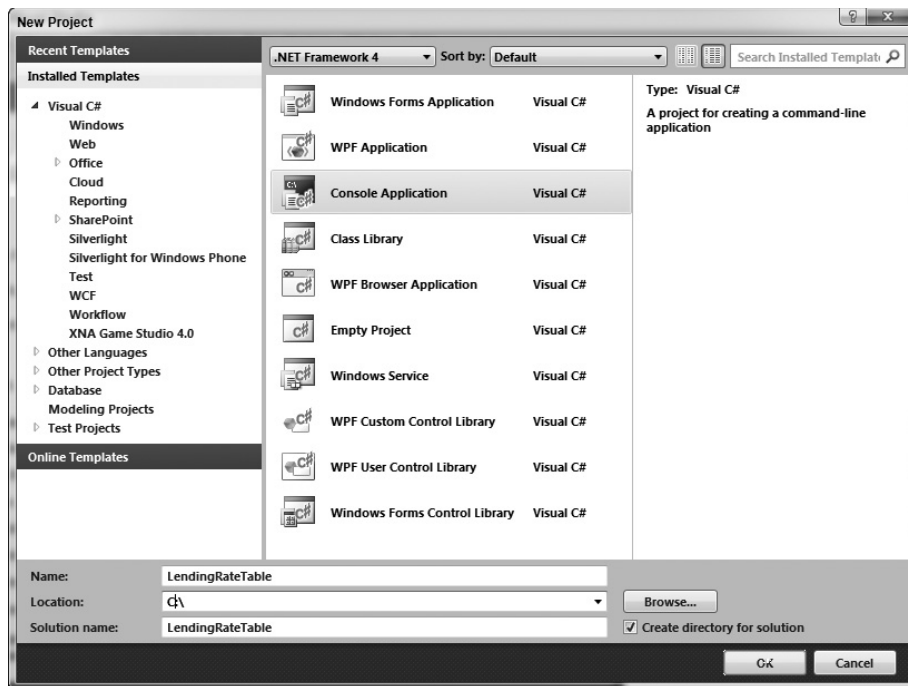 New Project
Recent Templates
Installed Templates
Visual C#
Windows
Web
Office
Cloud
Reporting
SharePoint
Silverlight
Silverlight for Windows Phone
Test
WCF
Workflow
XNA Game Studio 4.0
Other Languages
Other Project Types
Database
Modeling Projects
Test Projects
Online Templates
.NET Framework 4 Sort by: Default Search Installed Templat
Windows Forms Application Visual C#
WPF Application Visual C#
Console Application Visual C#
Class Library Visual C#
WPF Browser Application Visual C#
Empty Project Visual C#
Windows Service Visual C#
WPF Custom Control Library Visual C#
WPF User Control Library Visual C#
Windows Forms Control Library Visual C#
Type: Visual C#
A project for creating a command-line
application
Name: LendingRateTable
Location: C:\ Browse...
Solution name: LendingRateTable Create directory for solution
OK Cancel